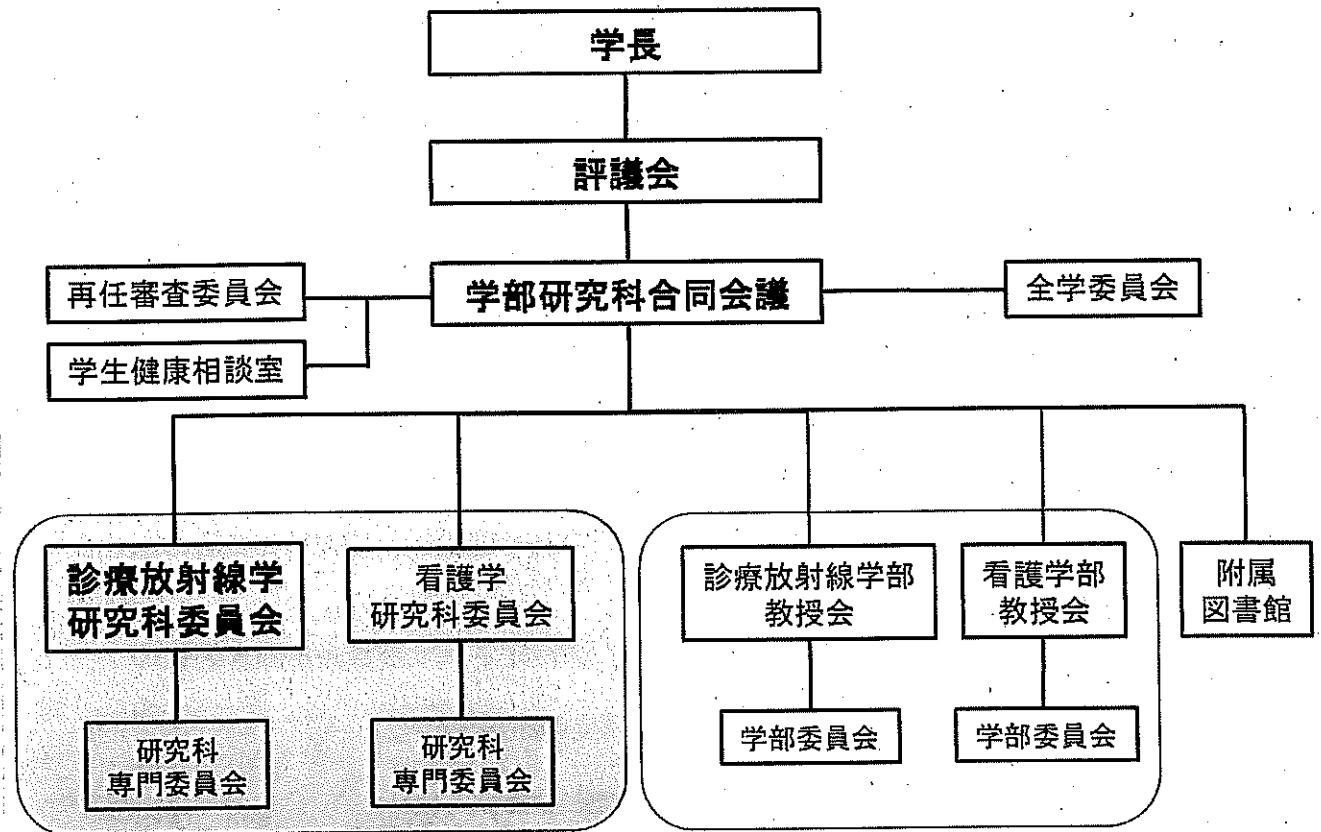 学長
評議会
再任審査委員会
学部研究科合同会議
全学委員会
学生健康相談室
診療放射線学
研究科委員会
看護学
研究科委員会
診療放射線学部
教授会
看護学部
教授会
附属
図書館
研究科
専門委員会
研究科
専門委員会
学部委員会
学部委員会